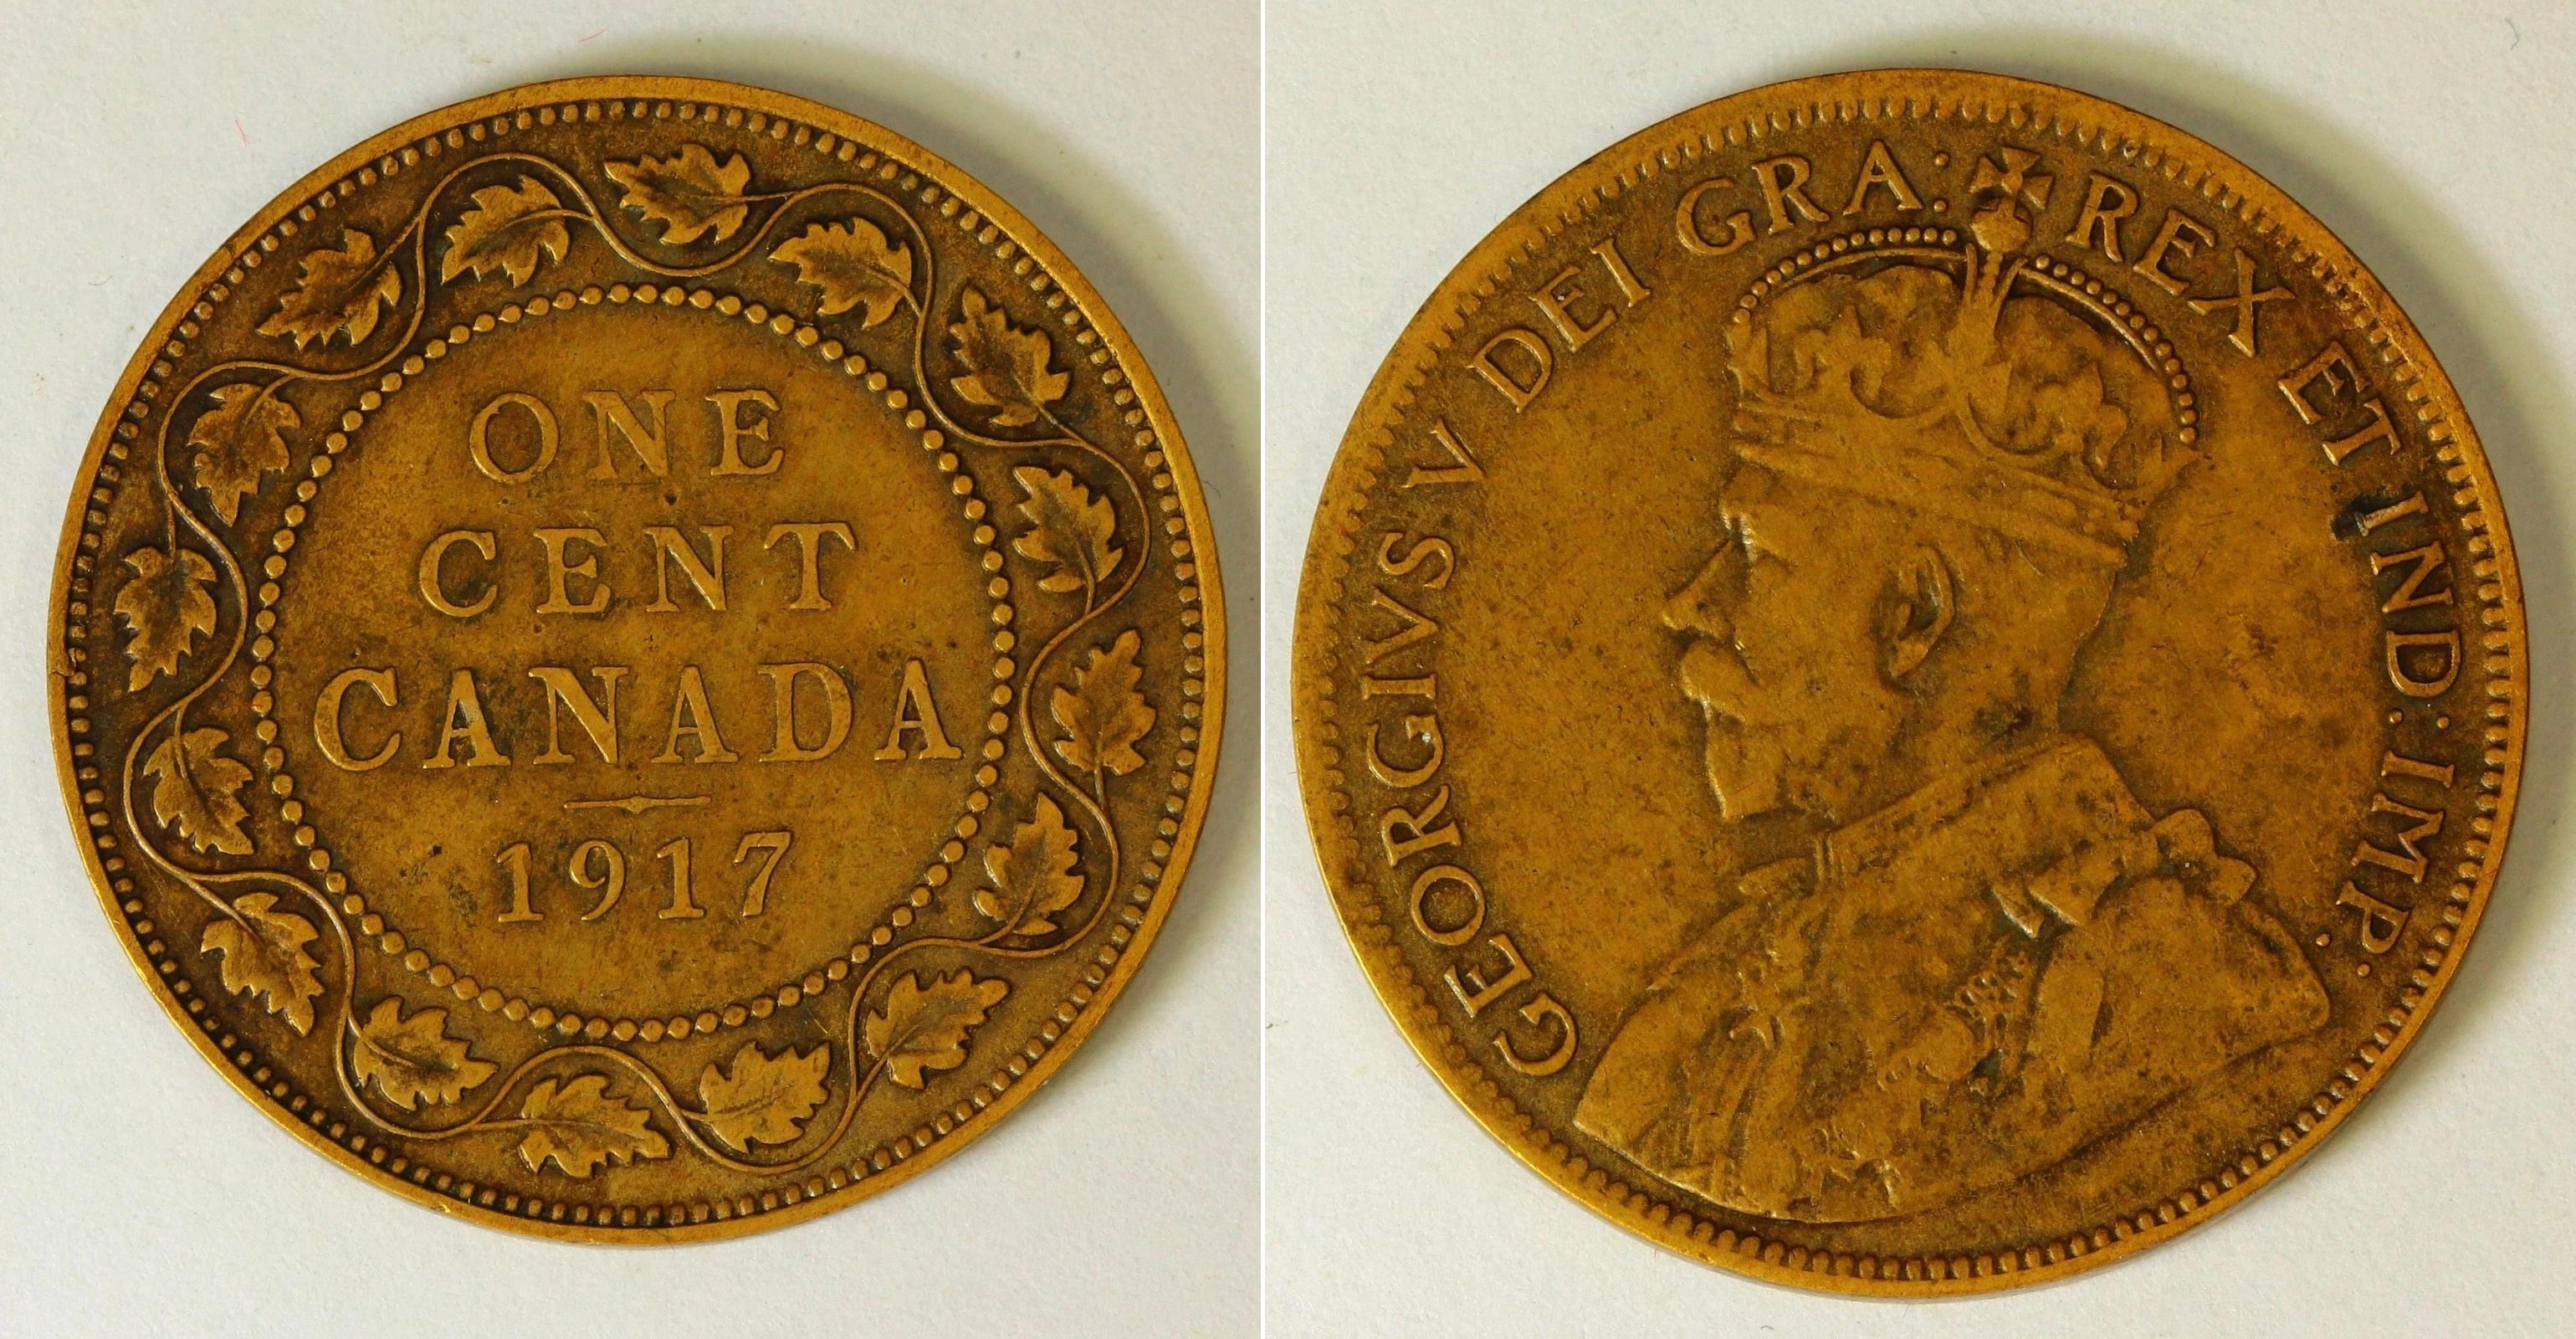 ONE
CENT
CANADA
1917
GEORGIVS V DEI GRA: REX ET IND: IMP: